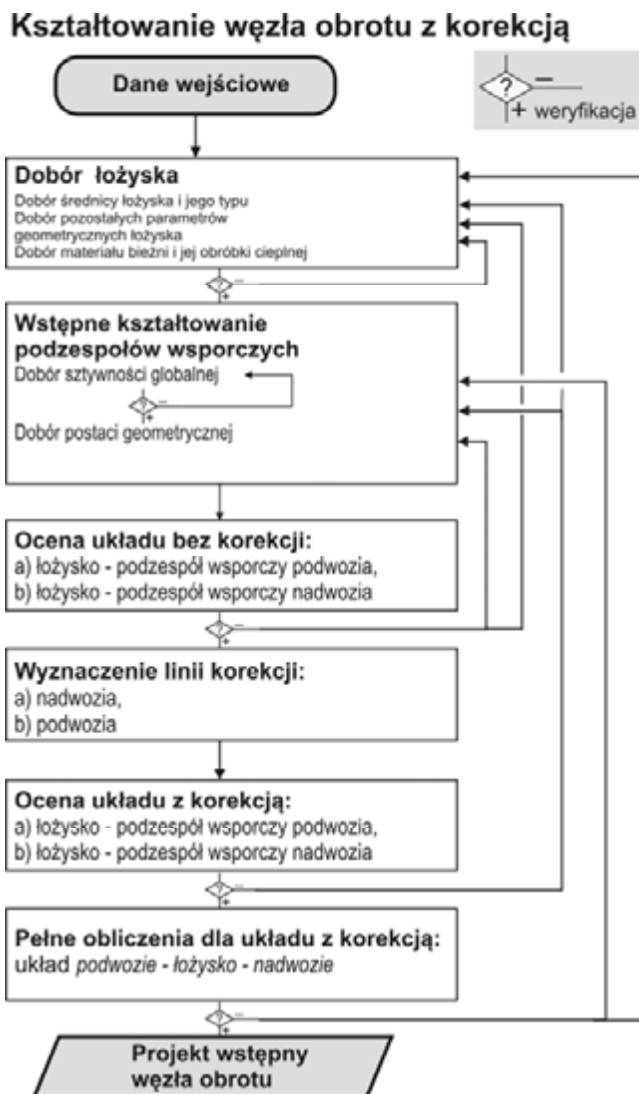 Kształtowanie węzła obrotu z korekcją
Dane wejściowe
? −
+ weryfikacja
Dobór łożyska
Dobór średnicy łożyska i jego typu
Dobór pozostałych parametrów
geometrycznych łożyska
Dobór materiału bieżni i jej obróbki cieplnej
? −
+
Wstępne kształtowanie
podzespołów wsporczych
Dobór sztywności globalnej
? −
+
Dobór postaci geometrycznej
Ocena układu bez korekcji:
a) łożysko - podzespół wsporczy podwozia,
b) łożysko - podzespół wsporczy nadwozia
? −
+
Wyznaczenie linii korekcji:
a) nadwozia,
b) podwozia
Ocena układu z korekcją:
a) łożysko - podzespół wsporczy podwozia,
b) łożysko - podzespół wsporczy nadwozia
? −
+
Pełne obliczenia dla układu z korekcją:
układ podwozie - łożysko - nadwozie
? −
+
Projekt wstępny
węzła obrotu